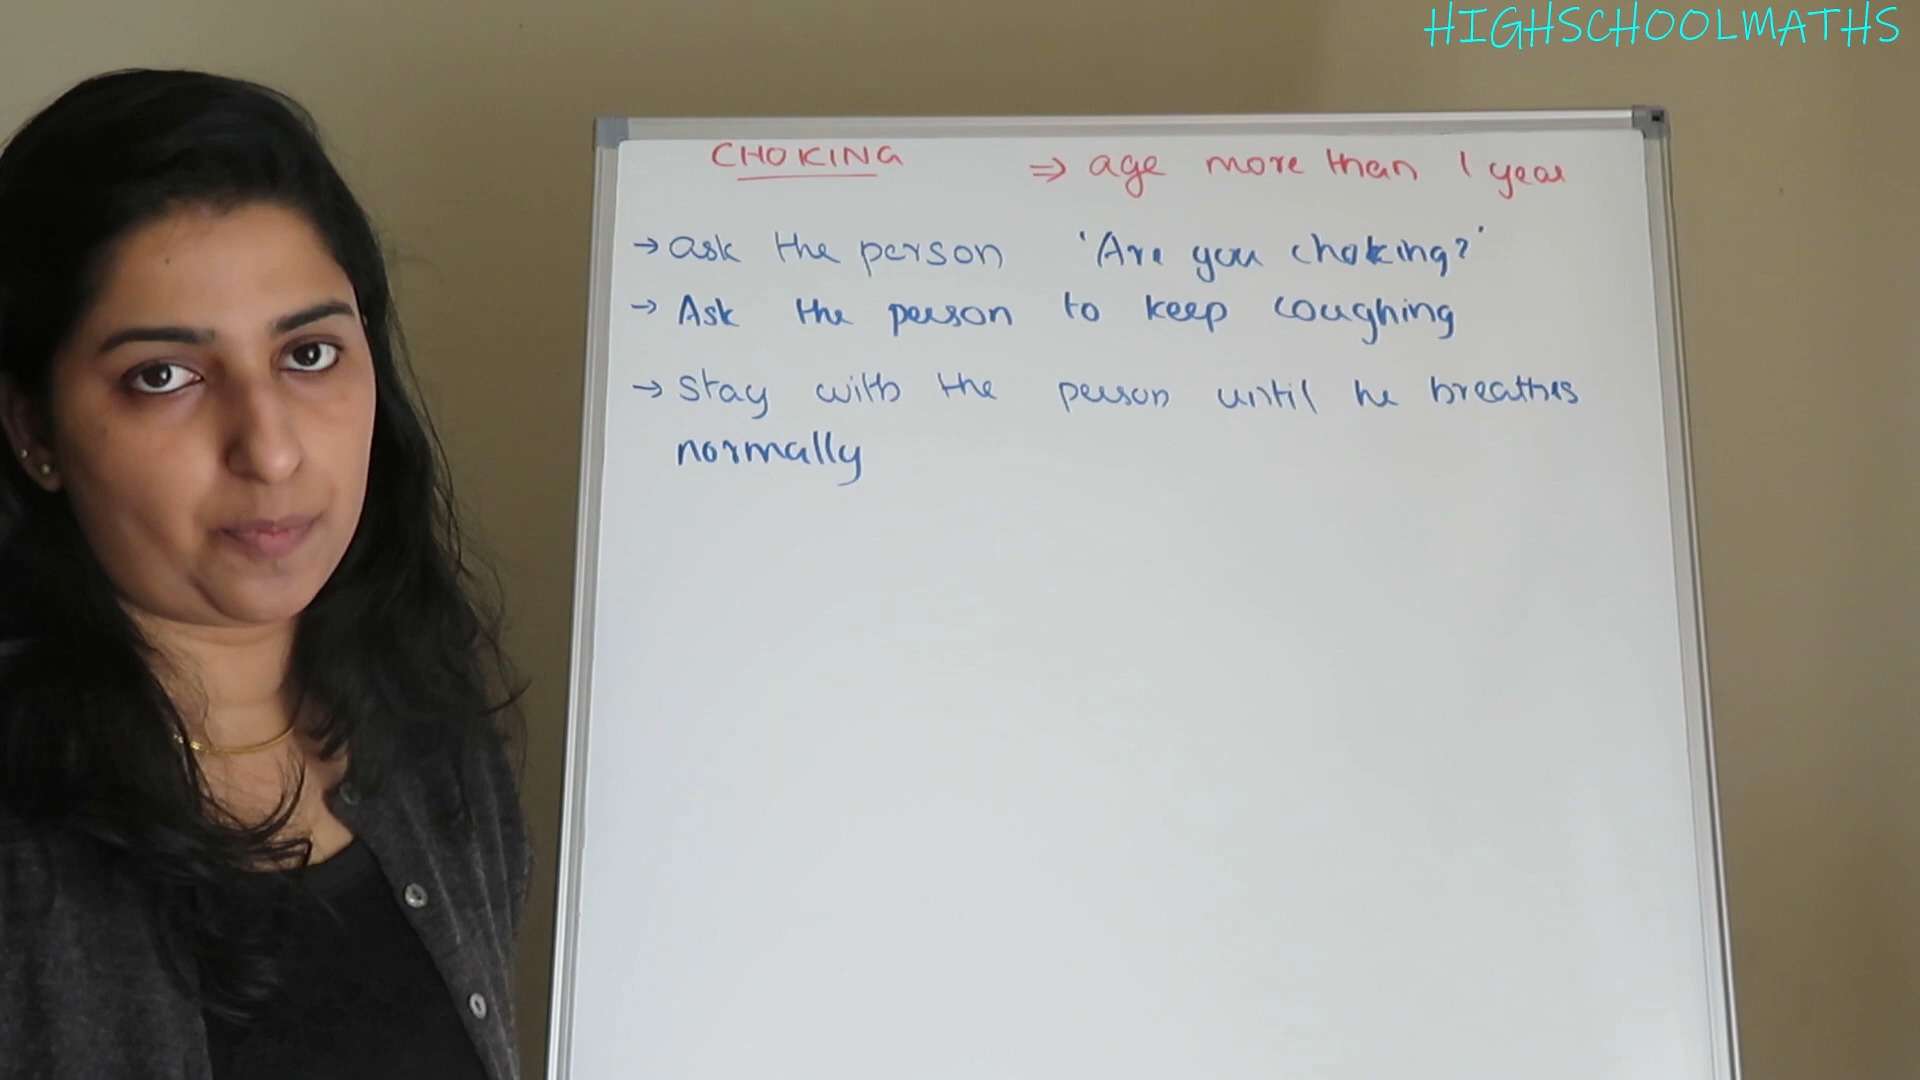 HIGHSCHOOLMATHS
CHOKING ⇒ age more than 1 year
→ ask the person 'Are you choking?'
→ Ask the person to keep coughing
→ Stay with the person until he breathes
normally